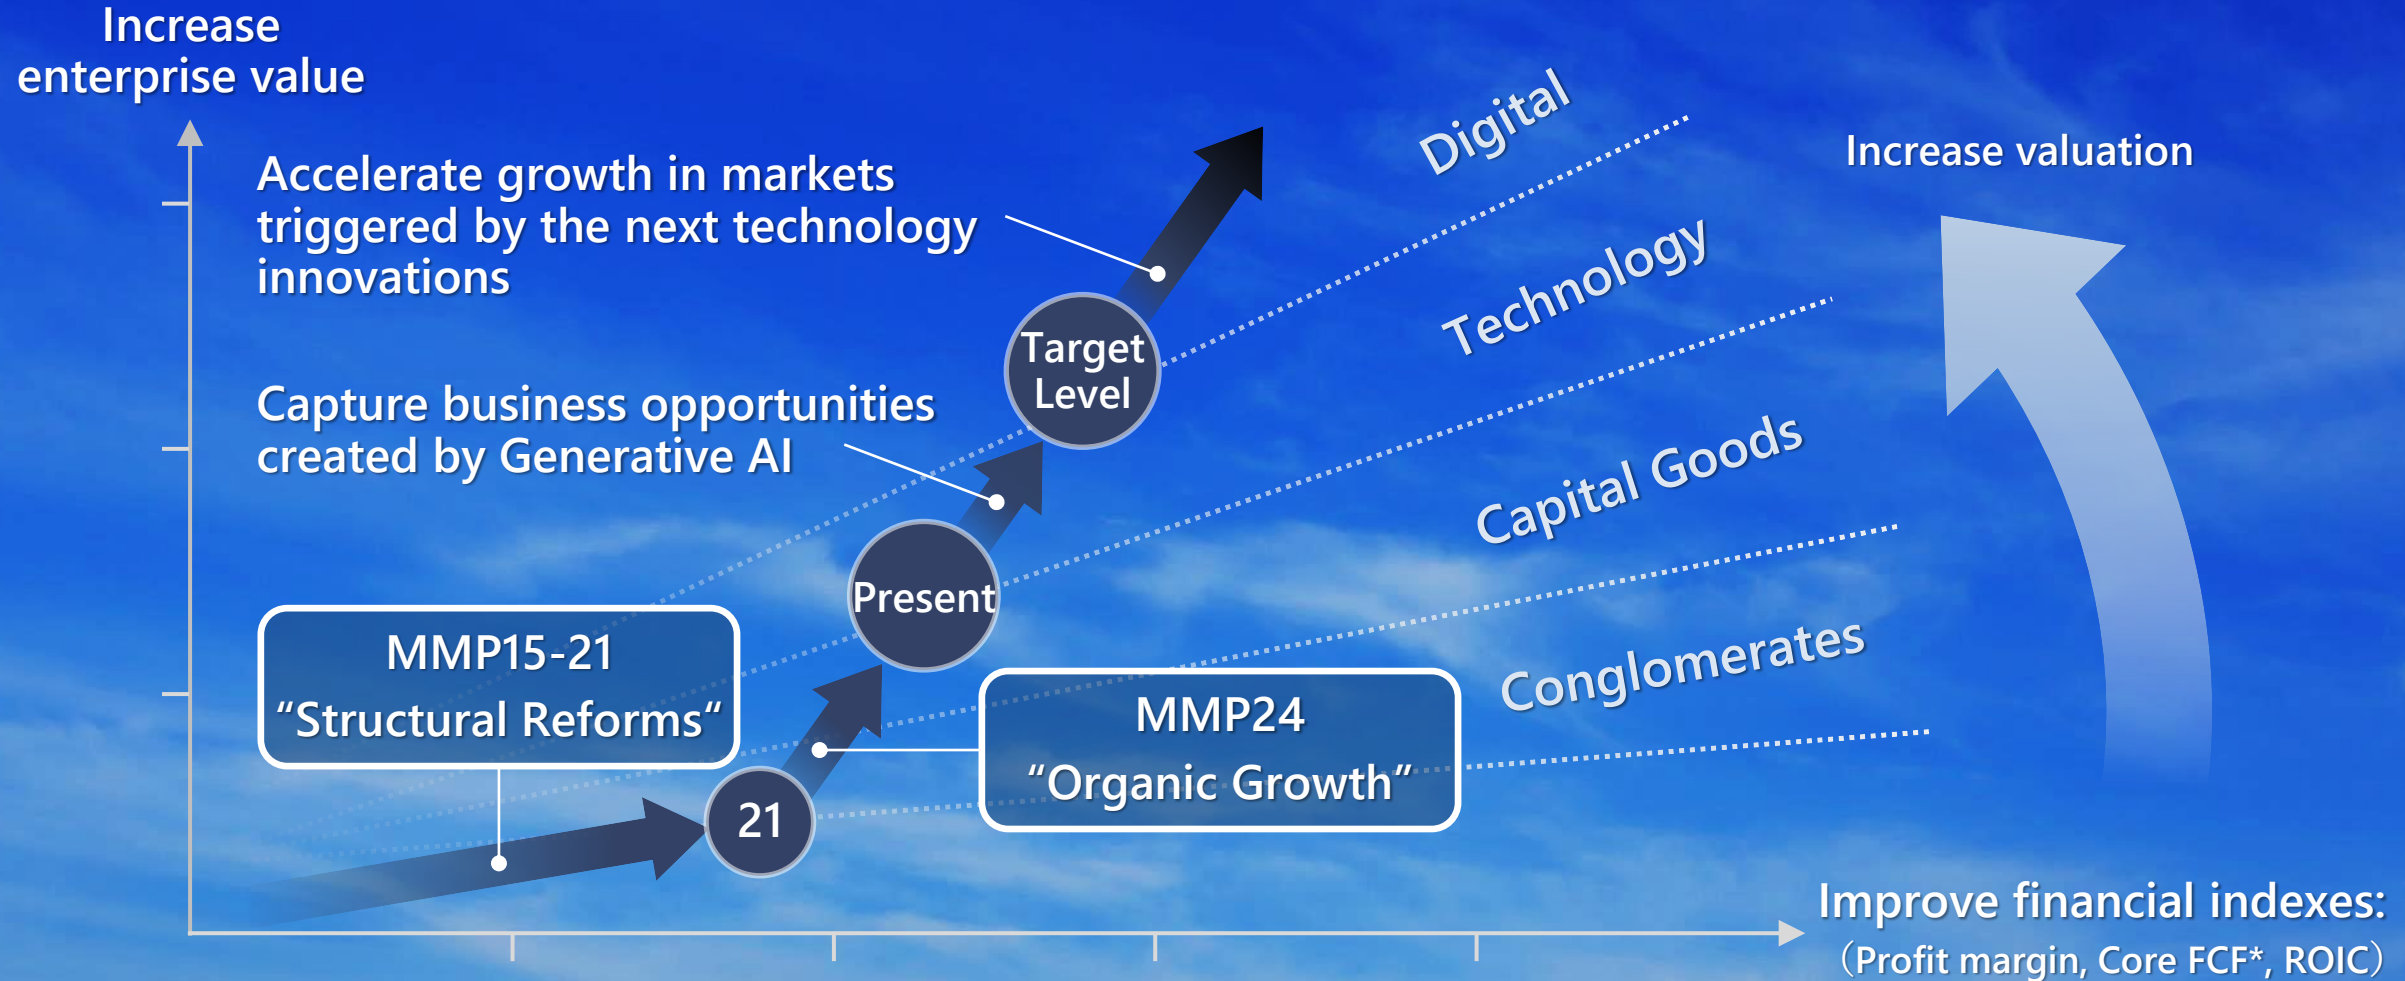 Increase
enterprise value
Accelerate growth in markets
triggered by the next technology
innovations
Capture business opportunities
created by Generative AI
Digital
Technology
Capital Goods
Conglomerates
Increase valuation
Target
Level
Present
21
MMP15-21
“Structural Reforms“
MMP24
“Organic Growth”
Improve financial indexes:
（Profit margin, Core FCF*, ROIC）